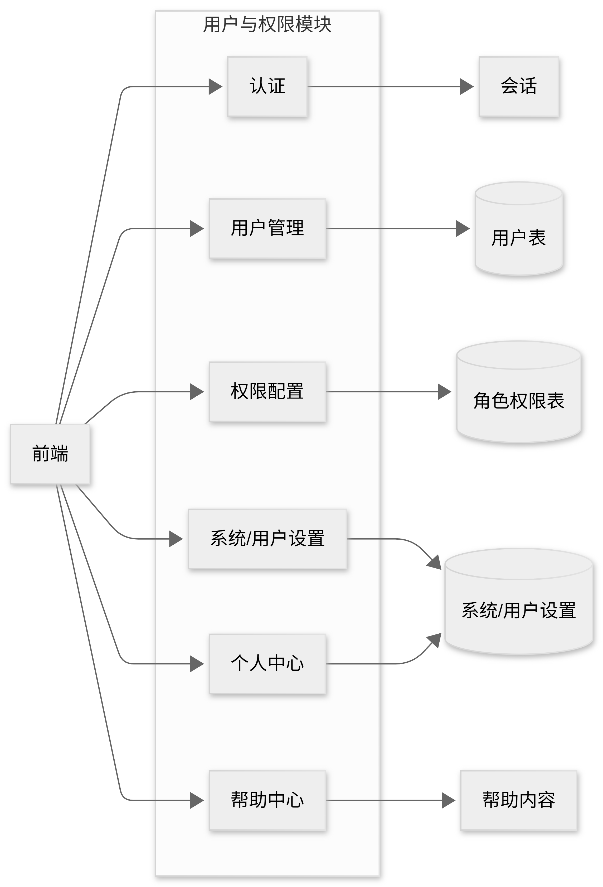 用户与权限模块
认证
会话
用户管理
用户表
权限配置
角色权限表
前端
系统/用户设置
系统/用户设置
个人中心
帮助中心
帮助内容